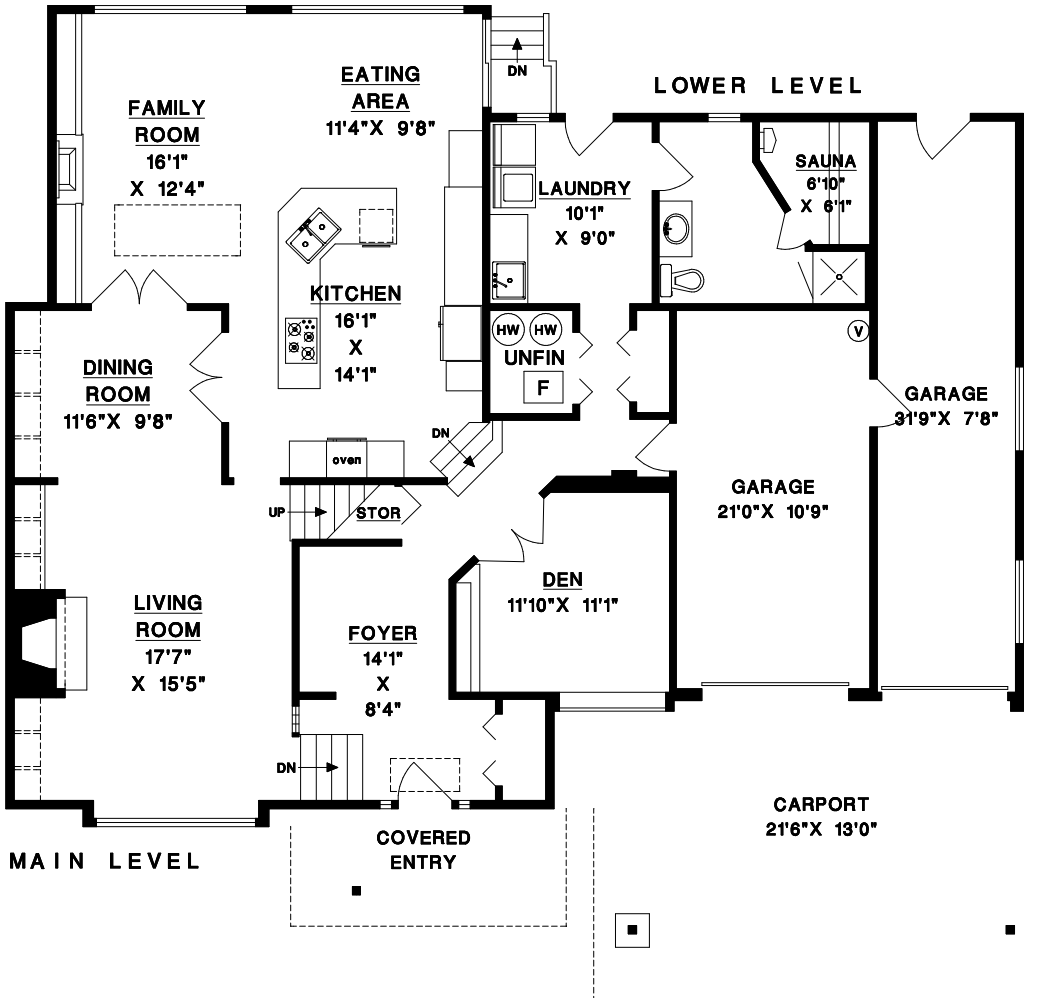 LOWER LEVEL
DN
EATING
AREA
11'4"X 9'8"
FAMILY
ROOM
16'1"
X 12'4"
LAUNDRY
10'1"
X 9'0"
SAUNA
6'10"
X 6'1"
KITCHEN
16'1"
X
14'1"
HW HW
UNFIN
F
V
DINING
ROOM
11'6"X 9'8"
GARAGE
31'9"X 7'8"
DN
oven
GARAGE
21'0"X 10'9"
UP
STOR
DEN
11'10"X 11'1"
LIVING
ROOM
17'7"
X 15'5"
FOYER
14'1"
X
8'4"
DN
CARPORT
21'6"X 13'0"
COVERED
ENTRY
MAIN LEVEL